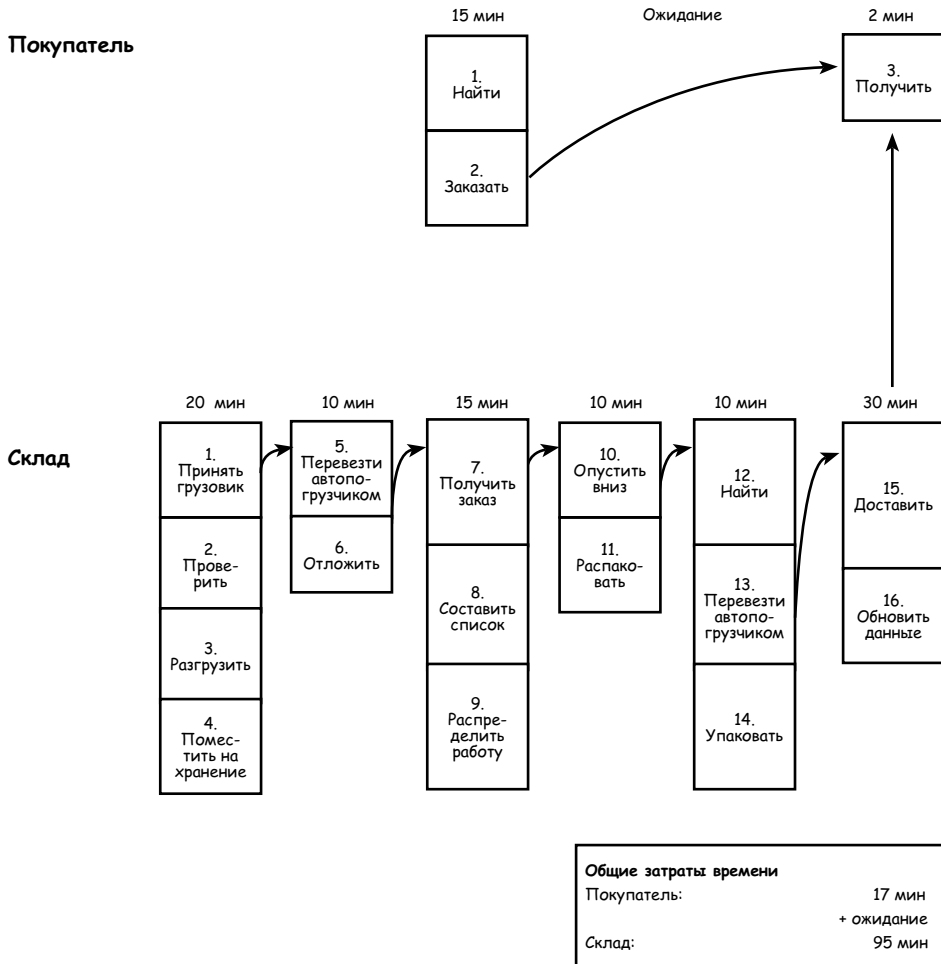 15 мин
Ожидание
2 мин
Покупатель
1.
Найти
2.
Заказать
3.
Получить
20 мин
10 мин
15 мин
10 мин
10 мин
30 мин
Склад
1.
Принять
грузовик
2.
Прове-
рить
3.
Разгрузить
4.
Помес-
тить на
хранение
5.
Перевезти
автопо-
грузчиком
6.
Отложить
7.
Получить
заказ
8.
Составить
список
9.
Распре-
делить
работу
10.
Опустить
вниз
11.
Распако-
вать
12.
Найти
13.
Перевезти
автопо-
грузчиком
14.
Упаковать
15.
Доставить
16.
Обновить
данные
Общие затраты времени
Покупатель: 17 мин
+ ожидание
Склад: 95 мин